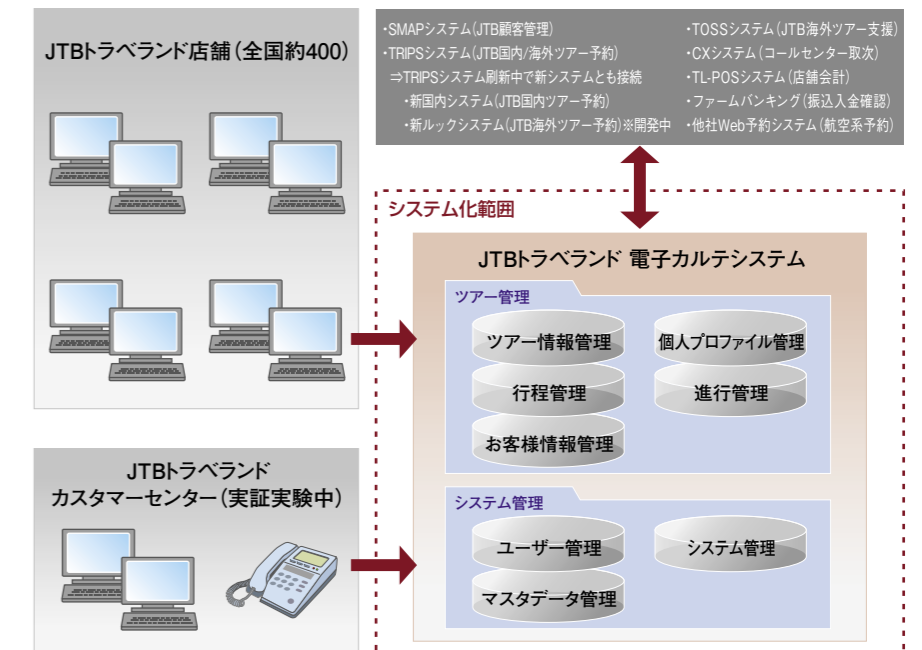 JTBトラベランド店舗(全国約400)
・SMAPシステム(JTB顧客管理)
・TRIPSシステム(JTB国内/海外ツアー予約)
⇒TRIPSシステム刷新中で新システムとも接続
・新国内システム(JTB国内ツアー予約)
・新ルックシステム(JTB海外ツアー予約)※開発中
・TOSSシステム(JTB海外ツアー支援)
・CXシステム(コールセンター取次)
・TL-POSシステム(店舗会計)
・ファームバンキング(振込入金確認)
・他社Web予約システム(航空系予約)
システム化範囲
JTBトラベランド 電子カルテシステム
ツアー管理
ツアー情報管理
個人プロファイル管理
行程管理
進行管理
お客様情報管理
JTBトラベランド
カスタマーセンター(実証実験中)
システム管理
ユーザー管理
システム管理
マスタデータ管理